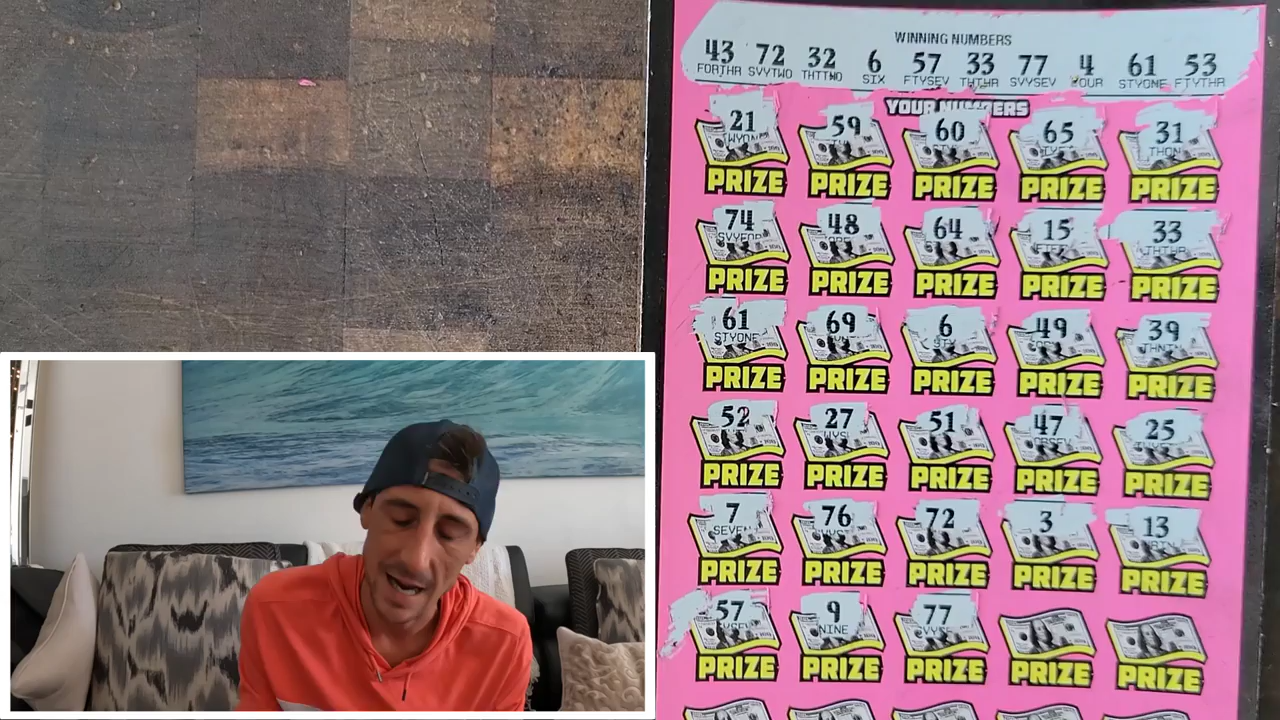 WINNING NUMBERS
43 72 32 6 57 33 77 4 61 53
FORTHR SVYTWO THTTWO SIX FTYSEV THTHR SVYSEV STYONE FTYTHR
YOUR NUMBERS
21 59 60 65 31
PRIZE PRIZE PRIZE PRIZE PRIZE
74 48 64 15 33
PRIZE PRIZE PRIZE PRIZE PRIZE
61 69 6 49 39
STYONE
PRIZE PRIZE PRIZE PRIZE PRIZE
52 27 51 47 25
PRIZE PRIZE PRIZE PRIZE PRIZE
7 76 72 3 13
SEVEN
PRIZE PRIZE PRIZE PRIZE PRIZE
57 9 77
NINE
PRIZE PRIZE PRIZE PRIZE PRIZE